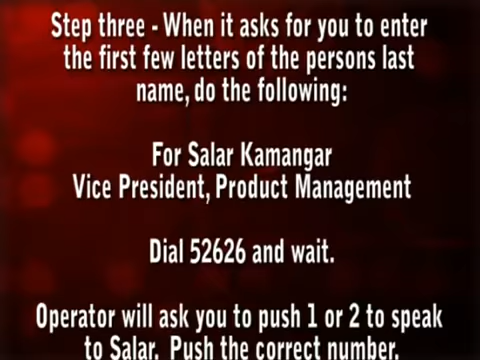 Step three - When it asks for you to enter
the first few letters of the persons last
name, do the following:
For Salar Kamangar
Vice President, Product Management
Dial 52626 and wait.
Operator will ask you to push 1 or 2 to speak
to Salar. Push the correct number.